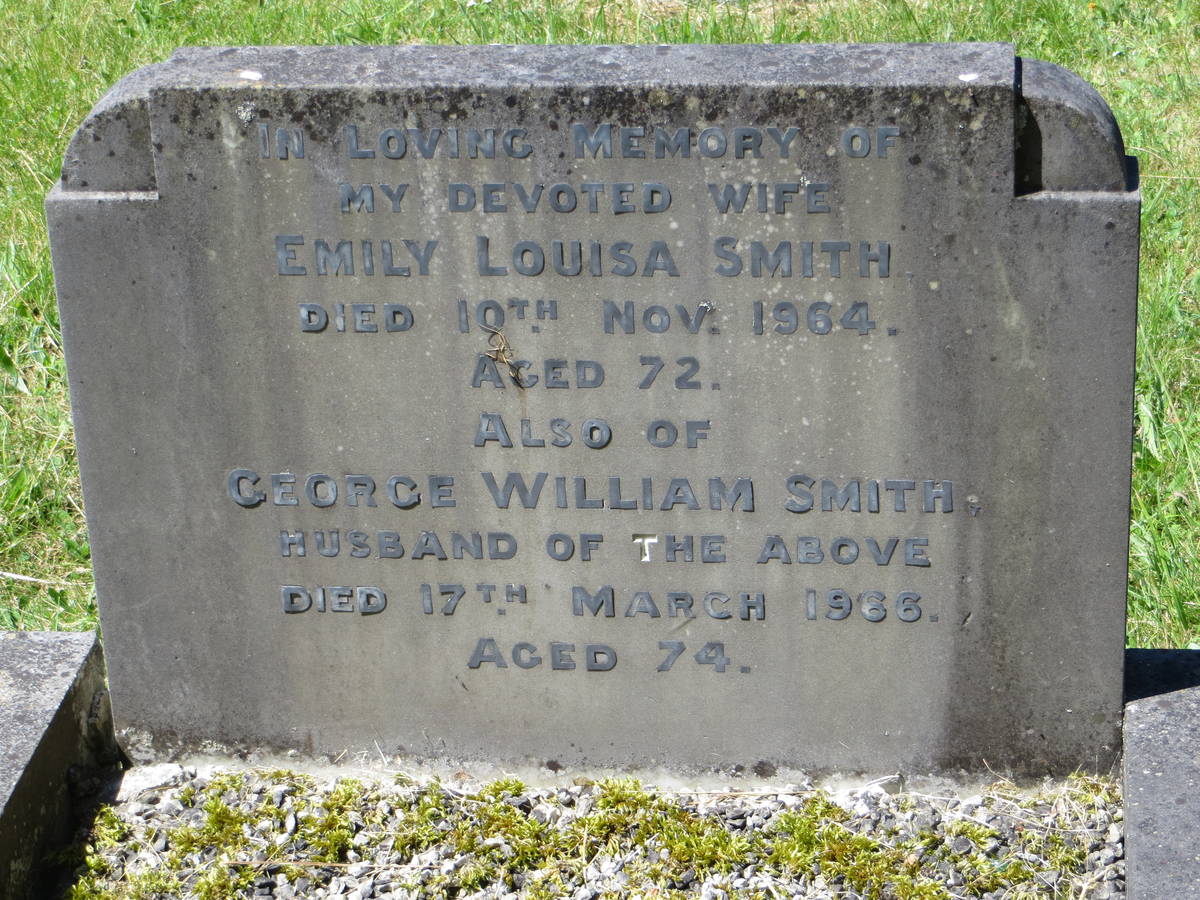 IN LOVING MEMORY OF
MY DEVOTED WIFE
EMILY LOUISA SMITH
DIED 10TH. NOV. 1964.
AGED 72.
ALSO OF
GEORGE WILLIAM SMITH,
HUSBAND OF THE ABOVE
DIED 17TH. MARCH 1966.
AGED 74.